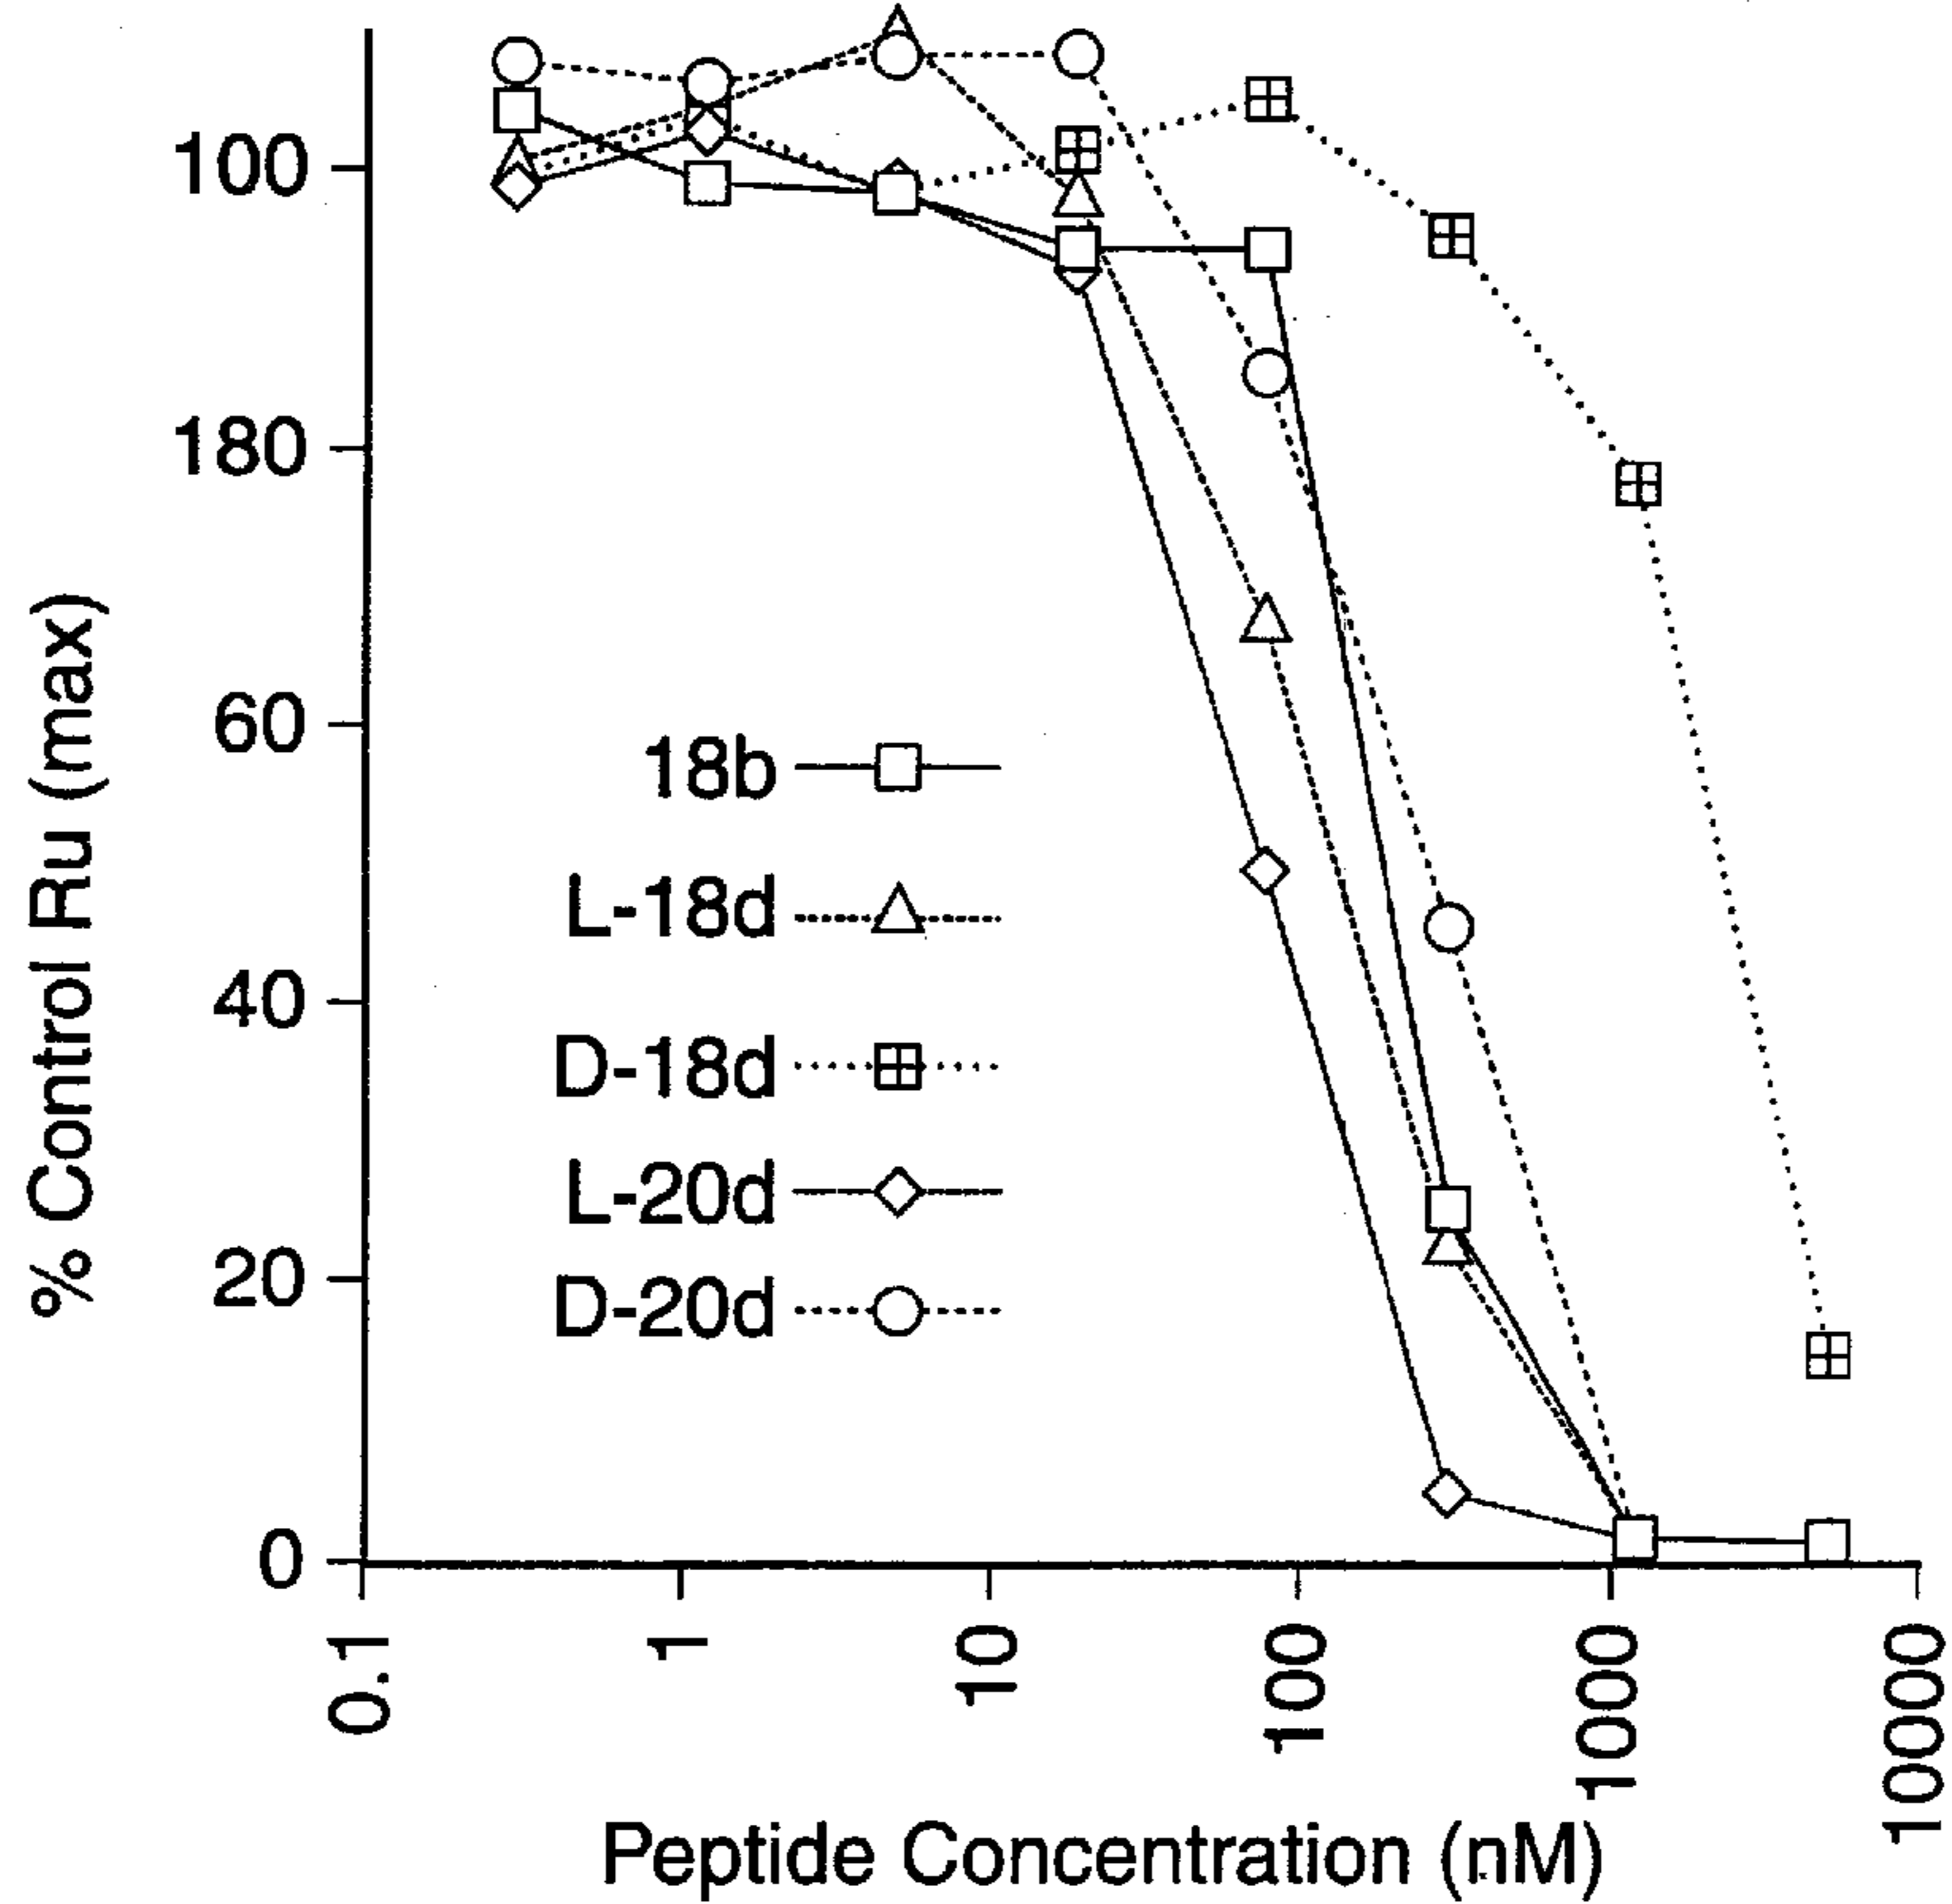 100
180
60
40
20
0
% Control Ru (max)
18b
L-18d
D-18d
L-20d
D-20d
0.1
1
10
100
1000
10000
Peptide Concentration (nM)